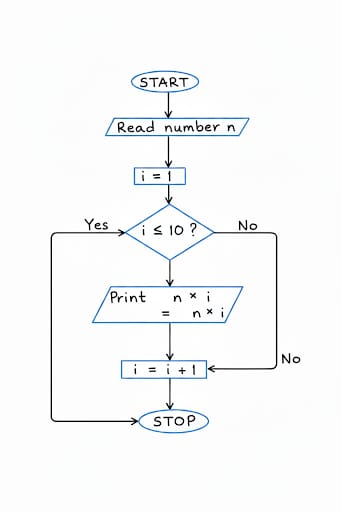 START
Read number n
i = 1
Yes
i ≤ 10 ?
No
Print n × i
= n × i
No
i = i + 1
STOP